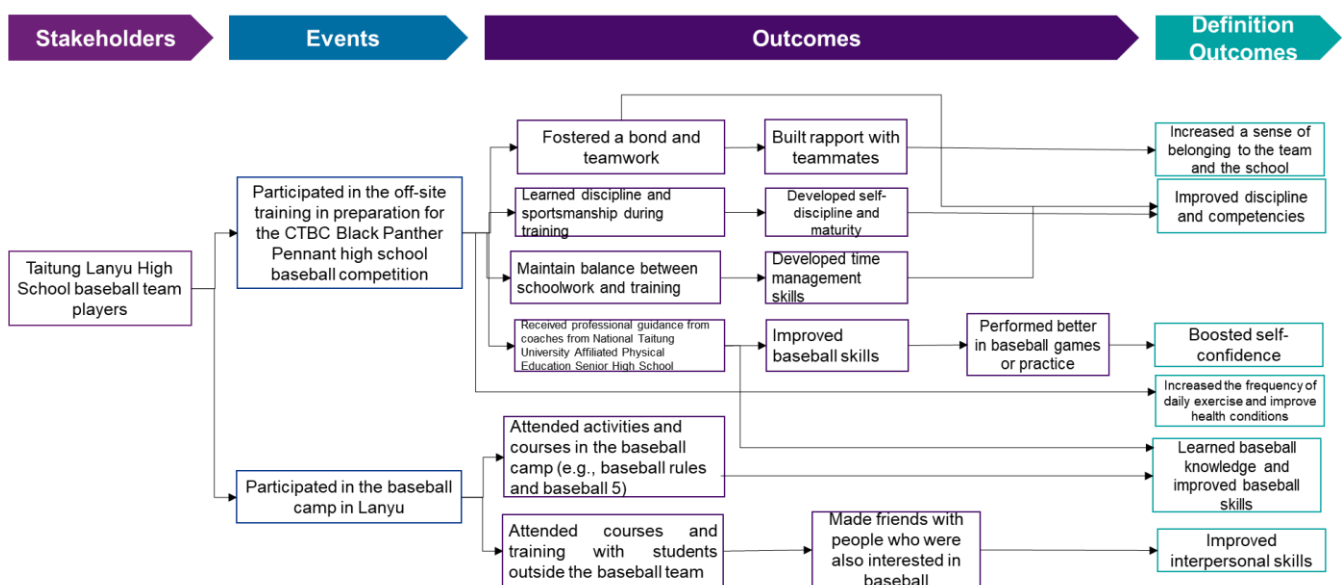 Stakeholders
Events
Outcomes
Definition
Outcomes
Taitung Lanyu High
School baseball team
players
Participated in the off-site
training in preparation for
the CTBC Black Panther
Pennant high school
baseball competition
Participated in the baseball
camp in Lanyu
Fostered a bond and
teamwork
Built rapport with
teammates
Increased a sense of
belonging to the team
and the school
Learned discipline and
sportsmanship during
training
Developed self-
discipline and
maturity
Improved discipline
and competencies
Maintain balance between
schoolwork and training
Developed time
management
skills
Received professional guidance from
coaches from National Taitung
University Affiliated Physical
Education Senior High School
Improved
baseball skills
Performed better
in baseball games
or practice
Boosted self-
confidence
Increased the frequency of
daily exercise and improve
health conditions
Attended activities and
courses in the baseball
camp (e.g., baseball rules
and baseball 5)
Learned baseball
knowledge and
improved baseball
skills
Attended courses and
training with students
outside the baseball team
Made friends with
people who were
also interested in
baseball
Improved
interpersonal skills